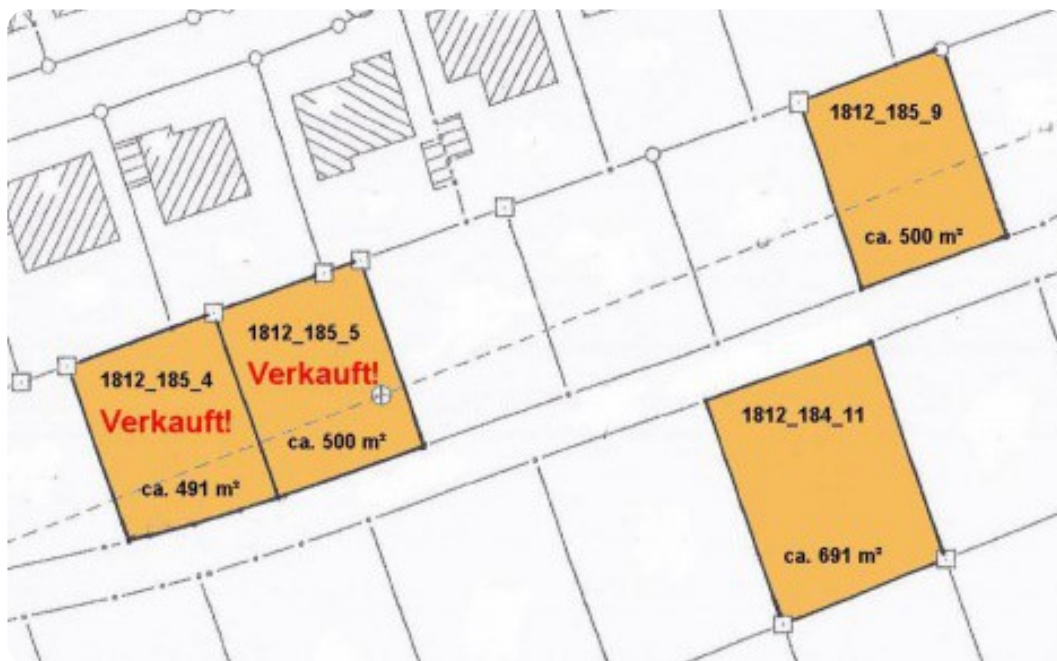 1812_185_9
ca. 500 m²
1812_185_5
Verkauft!
ca. 500 m²
1812_185_4
Verkauft!
ca. 491 m²
1812_184_11
ca. 691 m²